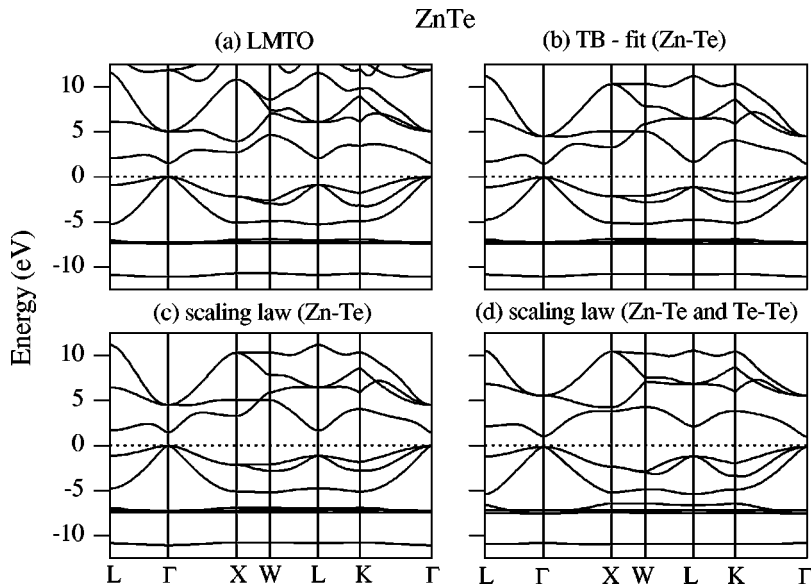 ZnTe
(a) LMTO
(b) TB - fit (Zn-Te)
10
5
0
-5
-10
(c) scaling law (Zn-Te)
(d) scaling law (Zn-Te and Te-Te)
10
5
0
-5
-10
Energy (eV)
L Γ X W L K Γ
L Γ X W L K Γ